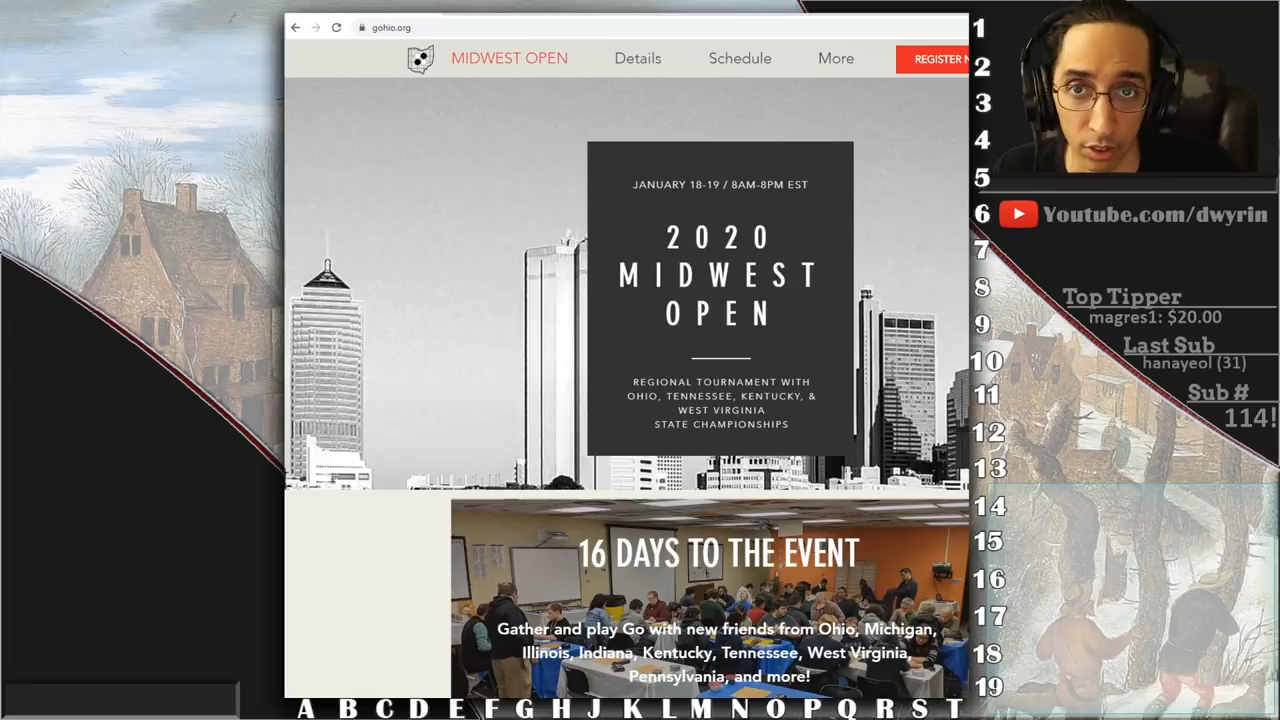 gohio.org
MIDWEST OPEN
Details
Schedule
More
REGISTER N
JANUARY 18-19 / 8AM-8PM EST
2020
MIDWEST
OPEN
REGIONAL TOURNAMENT WITH
OHIO, TENNESSEE, KENTUCKY, &
WEST VIRGINIA
STATE CHAMPIONSHIPS
16 DAYS TO THE EVENT
Gather and play Go with new friends from Ohio, Michigan,
Illinois, Indiana, Kentucky, Tennessee, West Virginia,
Pennsylvania, and more!
1
2
3
4
5
6
7
8
9
10
11
12
13
14
15
16
17
18
19
A B C D E F G H J K L M N O P Q R S T
Youtube.com/dwyrin
Top Tipper
magres1: $20.00
Last Sub
hanayeol (31)
Sub #
114!